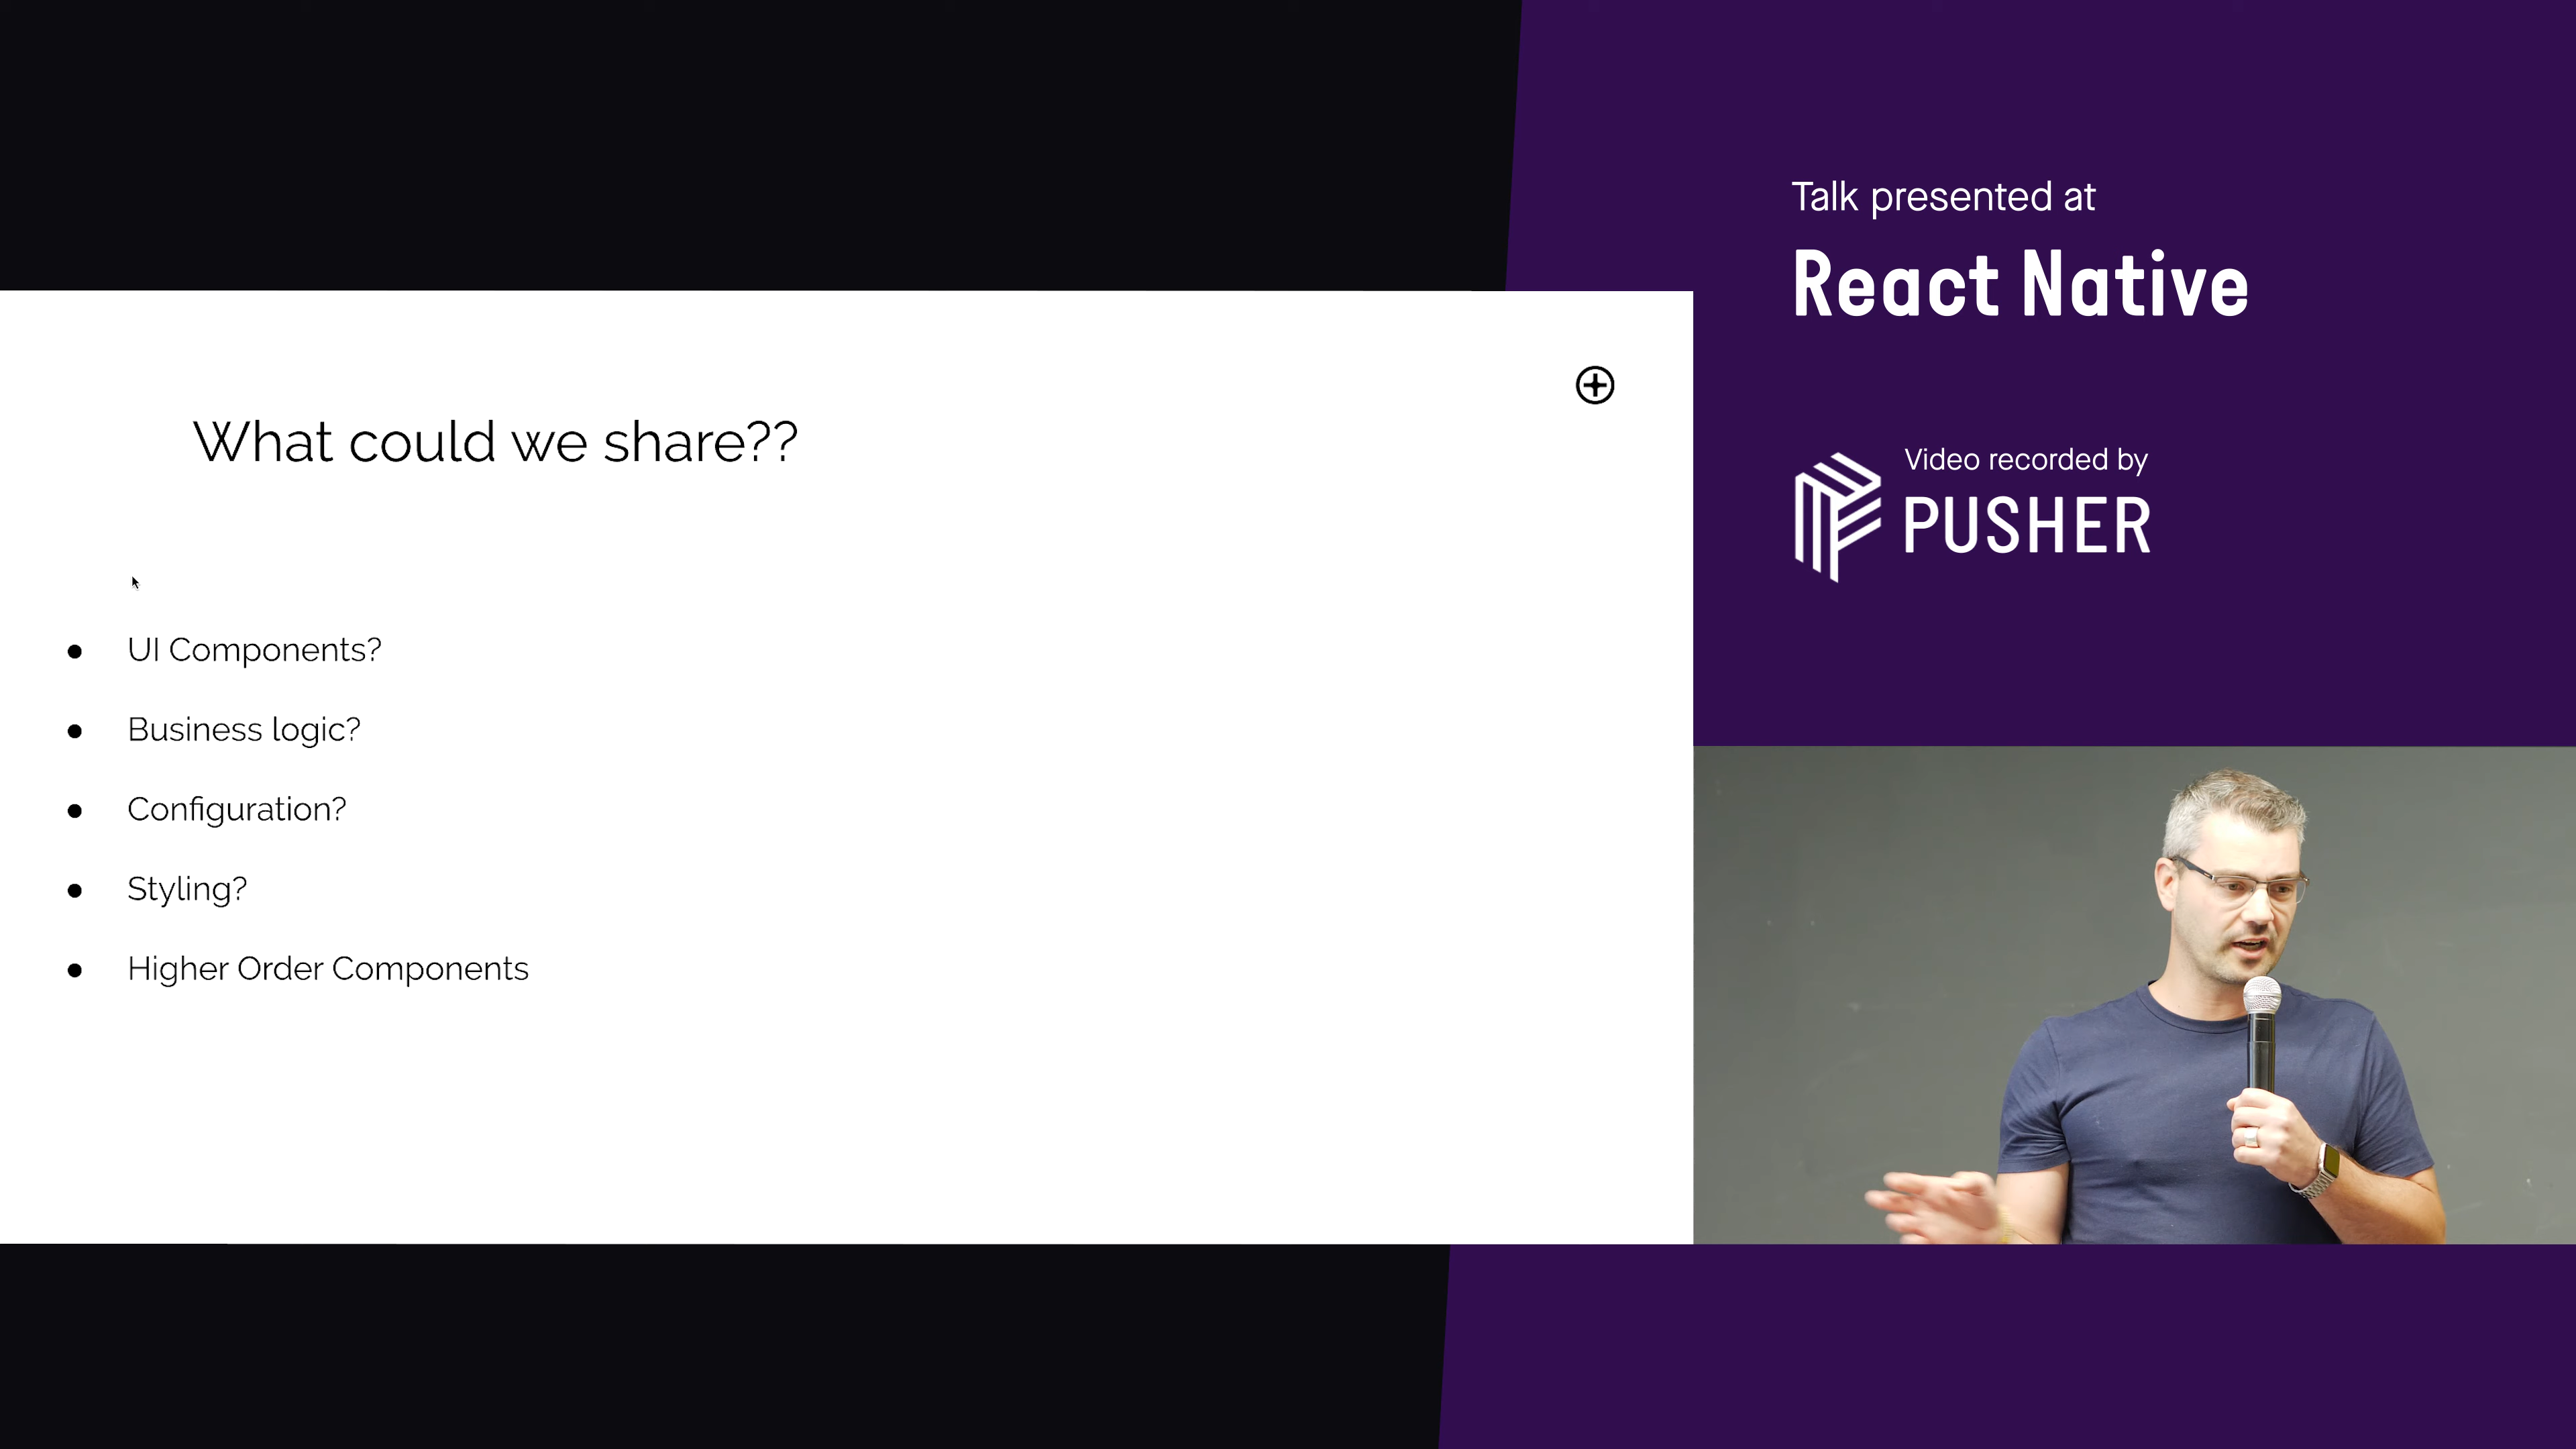 What could we share??
UI Components?
Business logic?
Configuration?
Styling?
Higher Order Components
Talk presented at
React Native
Video recorded by
PUSHER